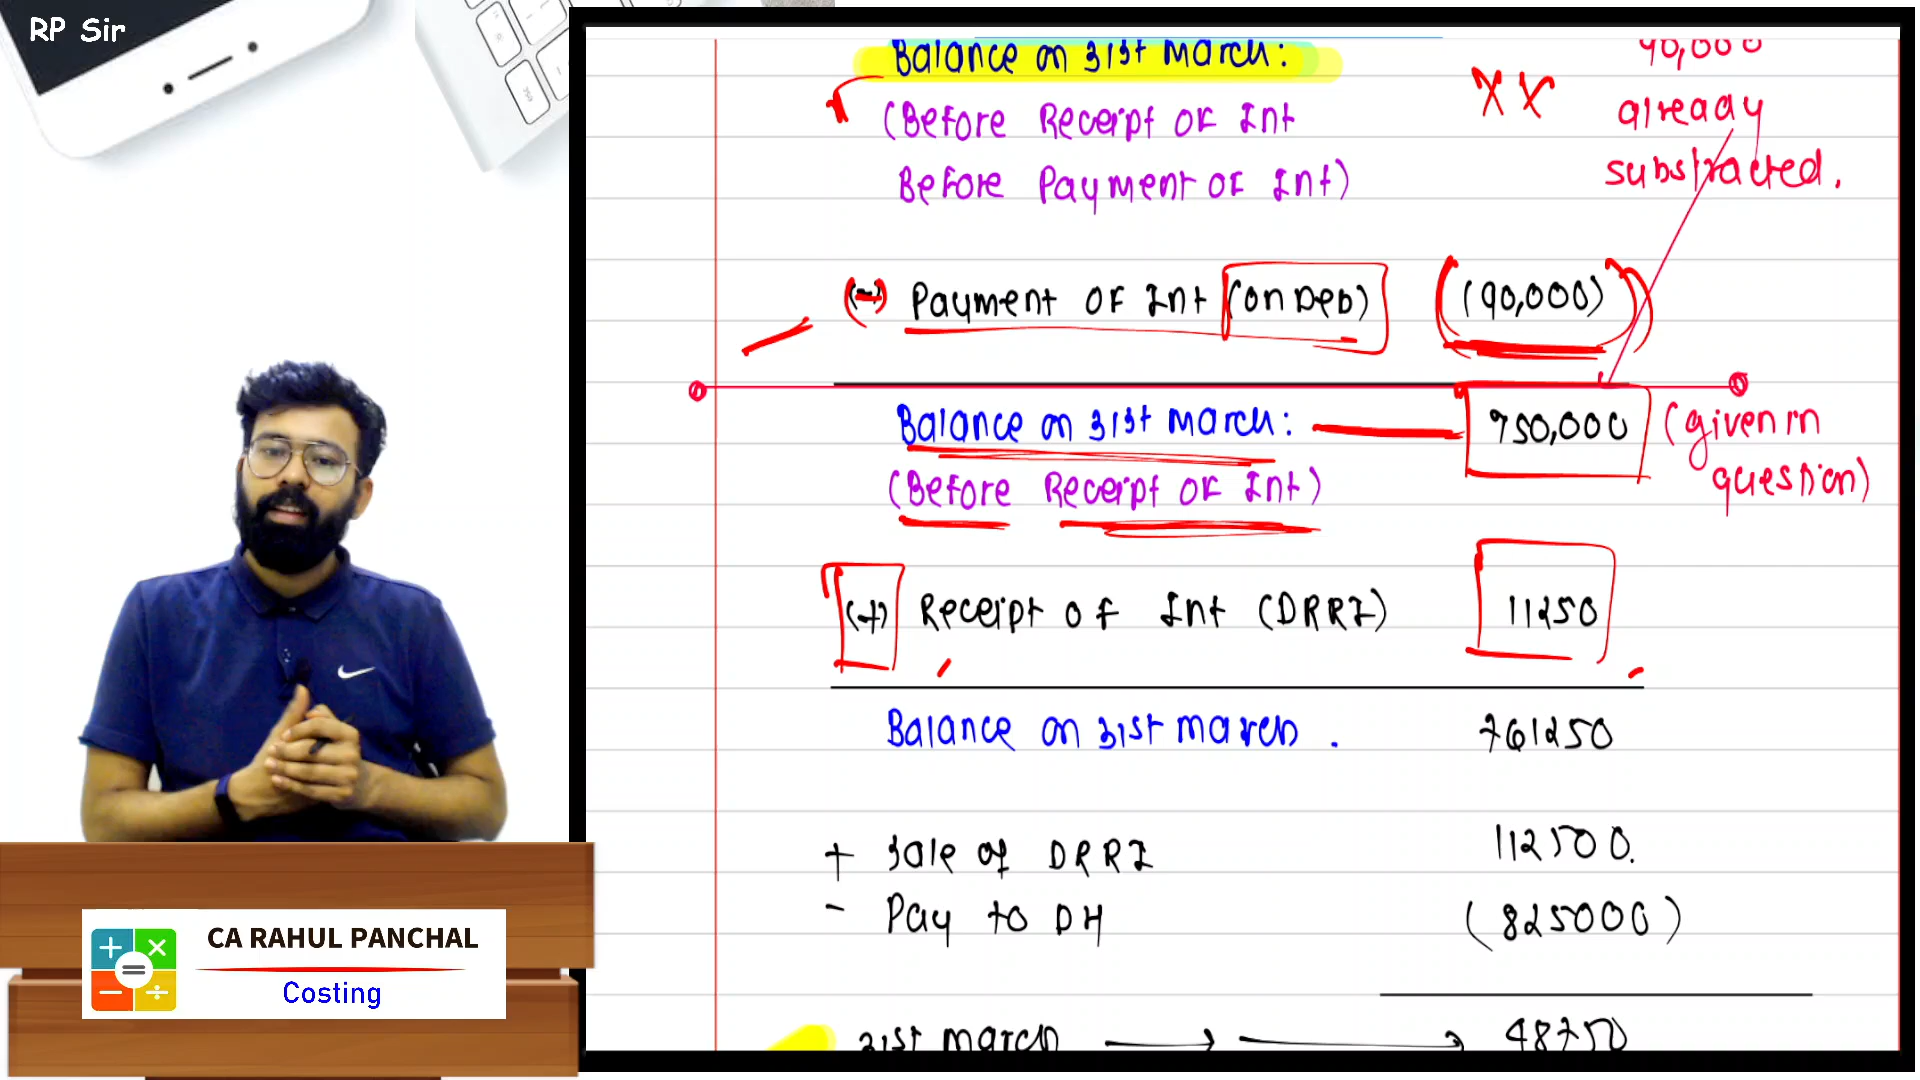 RP Sir
Balance on 31st March:
(Before Receipt OF Int
Before Payment OF Int)
90,000
already
substracted.
(-) Payment OF Int (on Deb) (90,000)
Balance on 31st March: 750,000 (given in
question)
(Before Receipt OF Int)
(+) Receipt OF Int (DRRI) 11250
Balance on 31st march. 761250
+ Sale of DRRI 112500.
- Pay to DH (825000)
31st march 48750
CA RAHUL PANCHAL
Costing